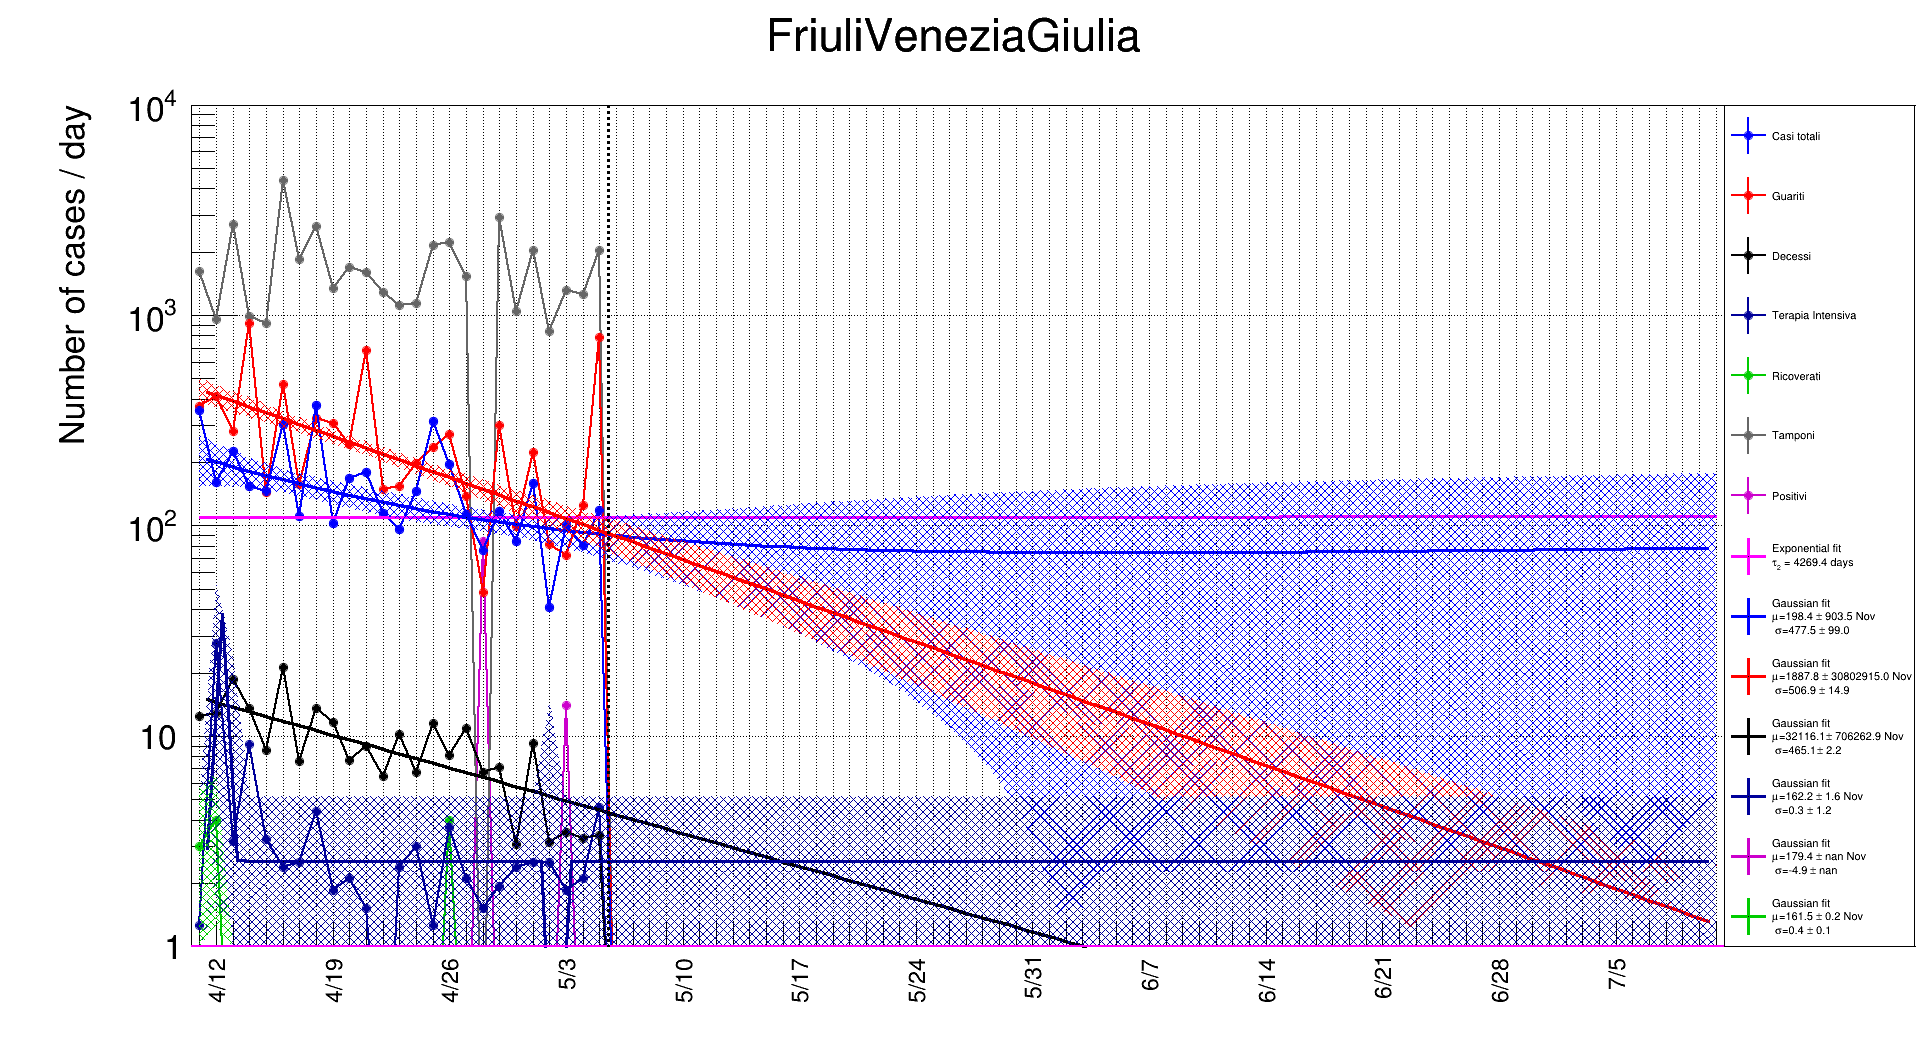 FriuliVeneziaGiulia
Number of cases / day
10⁴
10³
10²
10
1
4/12
4/19
4/26
5/3
5/10
5/17
5/24
5/31
6/7
6/14
6/21
6/28
7/5
Casi totali
Guariti
Decessi
Terapia Intensiva
Ricoverati
Tamponi
Positivi
Exponential fit
τ₂ = 4269.4 days
Gaussian fit
μ=198.4 ± 903.5 Nov
σ=477.5 ± 99.0
Gaussian fit
μ=1887.8 ± 30802915.0 Nov
σ=506.9 ± 14.9
Gaussian fit
μ=32116.1 ± 706262.9 Nov
σ=465.1 ± 2.2
Gaussian fit
μ=162.2 ± 1.6 Nov
σ=0.3 ± 1.2
Gaussian fit
μ=179.4 ± nan Nov
σ=-4.9 ± nan
Gaussian fit
μ=161.5 ± 0.2 Nov
σ=0.4 ± 0.1